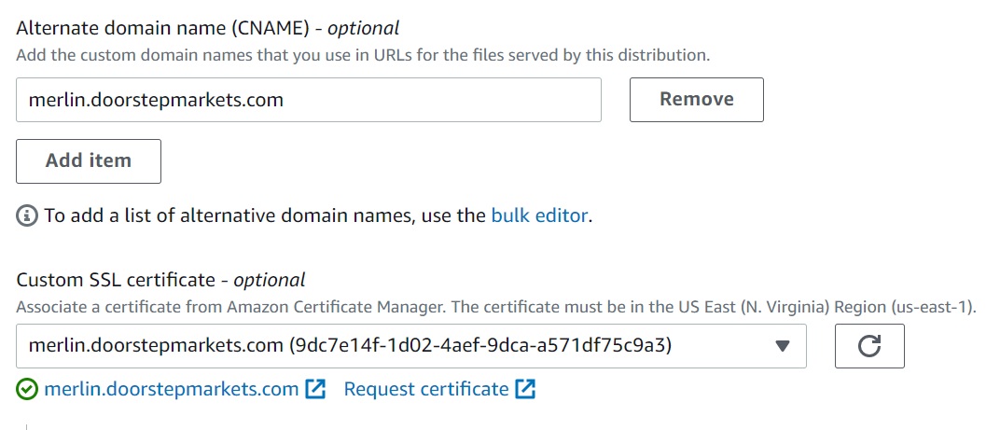 Alternate domain name (CNAME) - optional
Add the custom domain names that you use in URLs for the files served by this distribution.
merlin.doorstepmarkets.com
Remove
Add item
To add a list of alternative domain names, use the bulk editor.
Custom SSL certificate - optional
Associate a certificate from Amazon Certificate Manager. The certificate must be in the US East (N. Virginia) Region (us-east-1).
merlin.doorstepmarkets.com (9dc7e14f-1d02-4aef-9dca-a571df75c9a3)
merlin.doorstepmarkets.com Request certificate